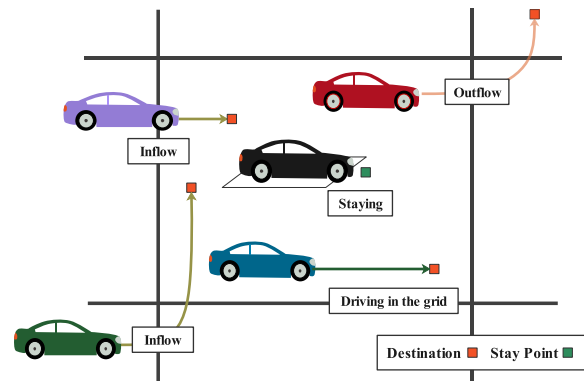 Outflow
Inflow
Staying
Driving in the grid
Inflow
Destination
Stay Point